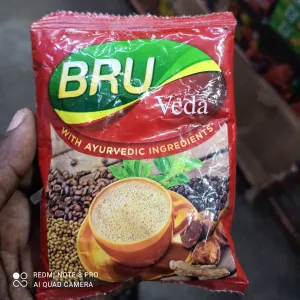 BRU
Veda
WITH AYURVEDIC INGREDIENTS
REDMI NOTE 8 PRO
AI QUAD CAMERA